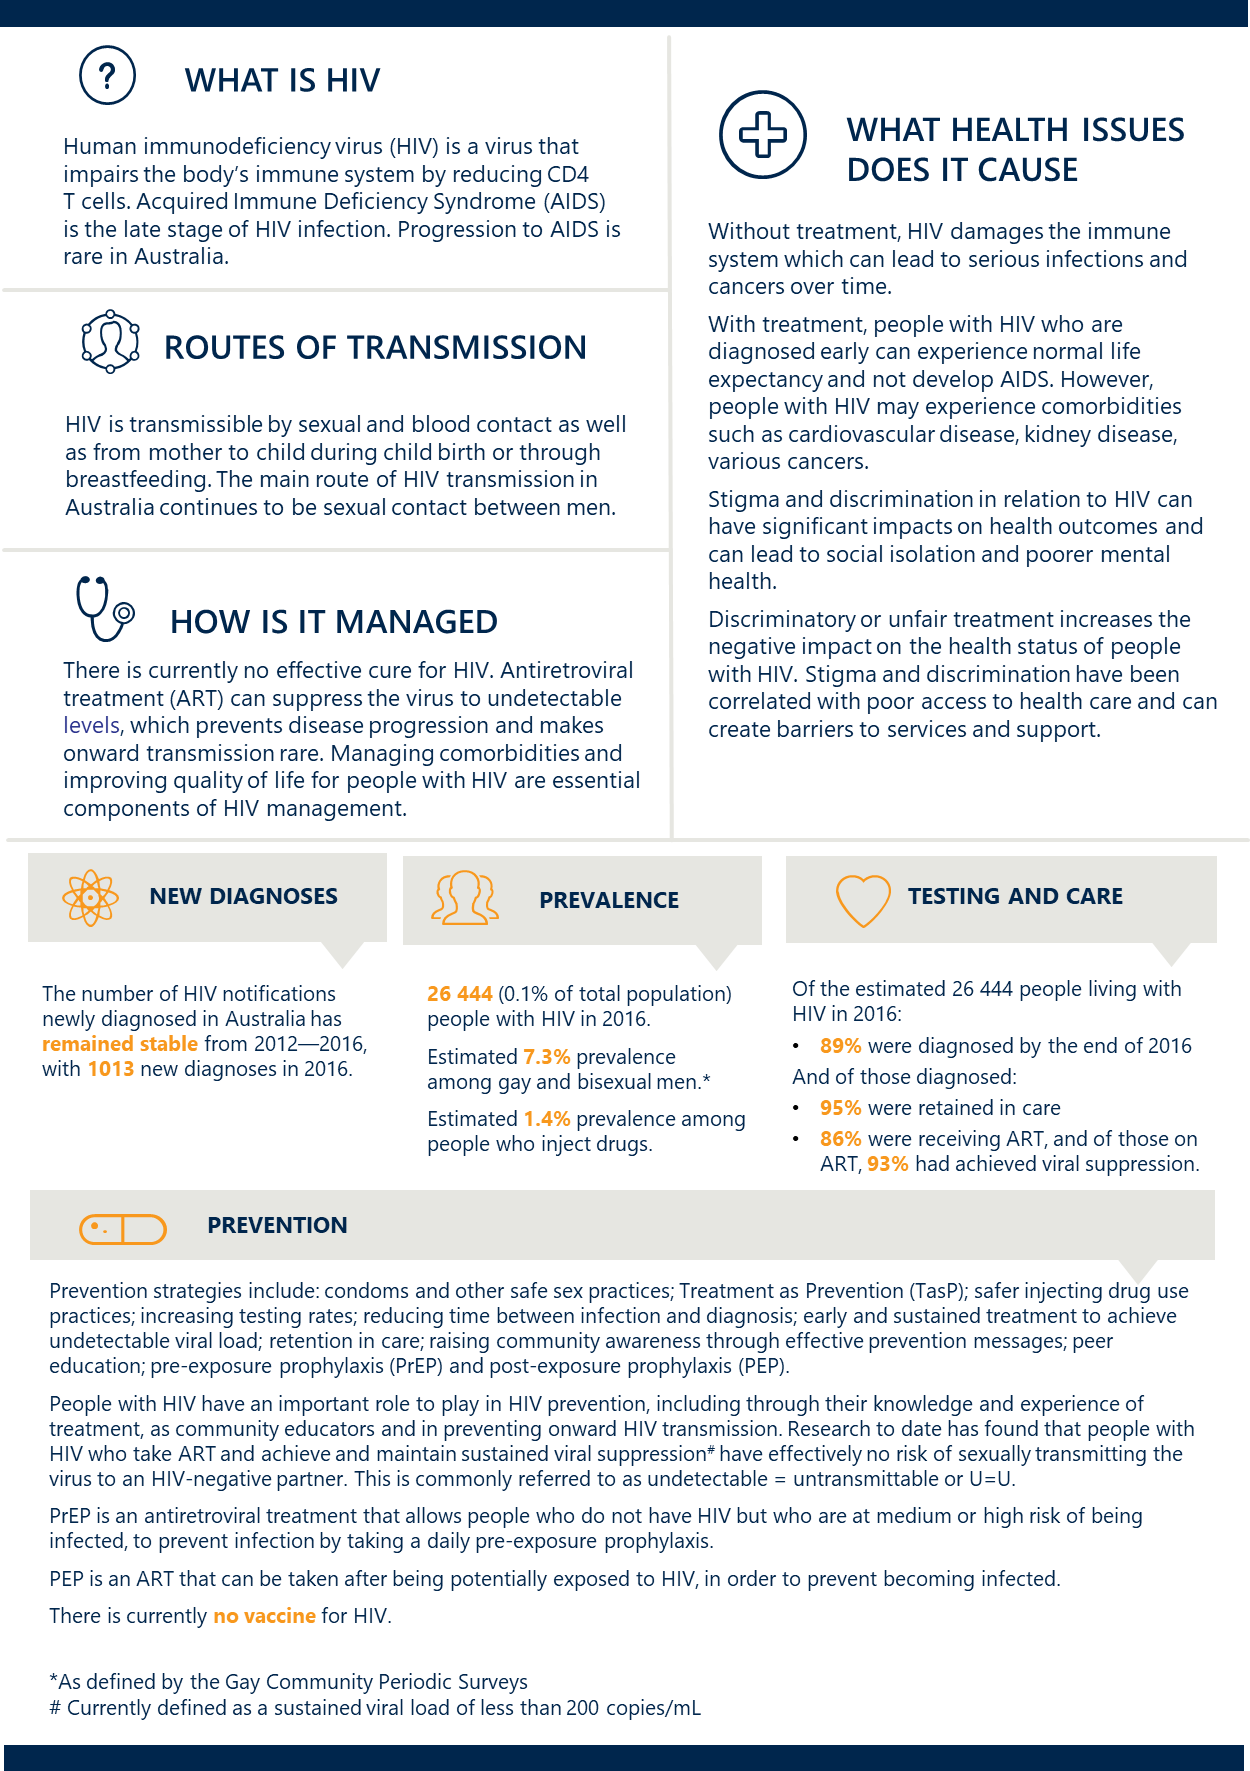 ?
WHAT IS HIV
Human immunodeficiency virus (HIV) is a virus that
impairs the body’s immune system by reducing CD4
T cells. Acquired Immune Deficiency Syndrome (AIDS)
is the late stage of HIV infection. Progression to AIDS is
rare in Australia.
ROUTES OF TRANSMISSION
HIV is transmissible by sexual and blood contact as well
as from mother to child during child birth or through
breastfeeding. The main route of HIV transmission in
Australia continues to be sexual contact between men.
HOW IS IT MANAGED
There is currently no effective cure for HIV. Antiretroviral
treatment (ART) can suppress the virus to undetectable
levels, which prevents disease progression and makes
onward transmission rare. Managing comorbidities and
improving quality of life for people with HIV are essential
components of HIV management.
WHAT HEALTH ISSUES
DOES IT CAUSE
Without treatment, HIV damages the immune
system which can lead to serious infections and
cancers over time.
With treatment, people with HIV who are
diagnosed early can experience normal life
expectancy and not develop AIDS. However,
people with HIV may experience comorbidities
such as cardiovascular disease, kidney disease,
various cancers.
Stigma and discrimination in relation to HIV can
have significant impacts on health outcomes and
can lead to social isolation and poorer mental
health.
Discriminatory or unfair treatment increases the
negative impact on the health status of people
with HIV. Stigma and discrimination have been
correlated with poor access to health care and can
create barriers to services and support.
NEW DIAGNOSES
The number of HIV notifications
newly diagnosed in Australia has
remained stable from 2012—2016,
with 1013 new diagnoses in 2016.
PREVALENCE
26 444 (0.1% of total population)
people with HIV in 2016.
Estimated 7.3% prevalence
among gay and bisexual men.*
Estimated 1.4% prevalence among
people who inject drugs.
TESTING AND CARE
Of the estimated 26 444 people living with
HIV in 2016:
• 89% were diagnosed by the end of 2016
And of those diagnosed:
• 95% were retained in care
• 86% were receiving ART, and of those on
ART, 93% had achieved viral suppression.
PREVENTION
Prevention strategies include: condoms and other safe sex practices; Treatment as Prevention (TasP); safer injecting drug use
practices; increasing testing rates; reducing time between infection and diagnosis; early and sustained treatment to achieve
undetectable viral load; retention in care; raising community awareness through effective prevention messages; peer
education; pre-exposure prophylaxis (PrEP) and post-exposure prophylaxis (PEP).
People with HIV have an important role to play in HIV prevention, including through their knowledge and experience of
treatment, as community educators and in preventing onward HIV transmission. Research to date has found that people with
HIV who take ART and achieve and maintain sustained viral suppression# have effectively no risk of sexually transmitting the
virus to an HIV-negative partner. This is commonly referred to as undetectable = untransmittable or U=U.
PrEP is an antiretroviral treatment that allows people who do not have HIV but who are at medium or high risk of being
infected, to prevent infection by taking a daily pre-exposure prophylaxis.
PEP is an ART that can be taken after being potentially exposed to HIV, in order to prevent becoming infected.
There is currently no vaccine for HIV.
*As defined by the Gay Community Periodic Surveys
# Currently defined as a sustained viral load of less than 200 copies/mL